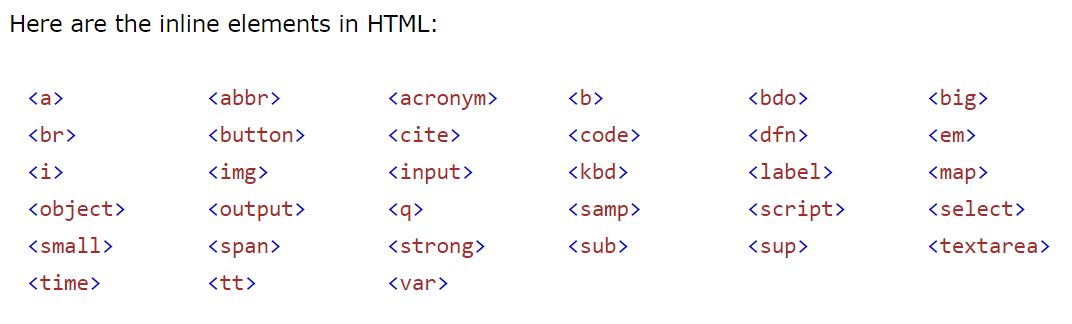 Here are the inline elements in HTML:
<a> <abbr> <acronym> <b> <bdo> <big>
<br> <button> <cite> <code> <dfn> <em>
<i> <img> <input> <kbd> <label> <map>
<object> <output> <q> <samp> <script> <select>
<small> <span> <strong> <sub> <sup> <textarea>
<time> <tt> <var>